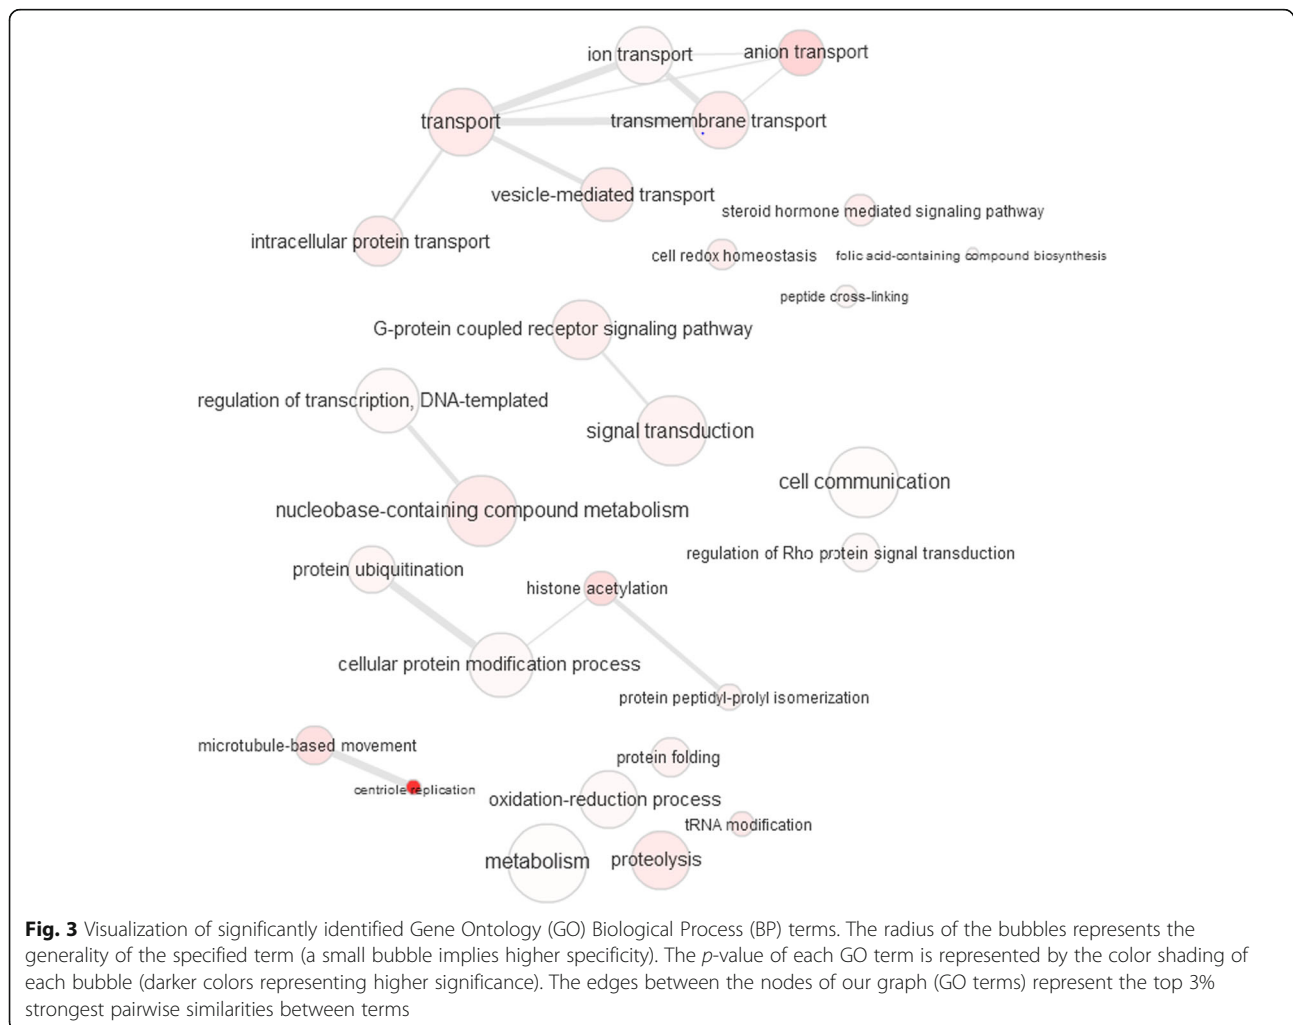 ion transport
anion transport
transport
transmembrane transport
vesicle-mediated transport
steroid hormone mediated signaling pathway
intracellular protein transport
cell redox homeostasis
folic acid-containing compound biosynthesis
peptide cross-linking
G-protein coupled receptor signaling pathway
regulation of transcription, DNA-templated
signal transduction
cell communication
nucleobase-containing compound metabolism
regulation of Rho protein signal transduction
protein ubiquitination
histone acetylation
cellular protein modification process
protein peptidyl-prolyl isomerization
microtubule-based movement
protein folding
centriole replication
oxidation-reduction process
tRNA modification
metabolism
proteolysis
Fig. 3 Visualization of significantly identified Gene Ontology (GO) Biological Process (BP) terms. The radius of the bubbles represents the
generality of the specified term (a small bubble implies higher specificity). The p-value of each GO term is represented by the color shading of
each bubble (darker colors representing higher significance). The edges between the nodes of our graph (GO terms) represent the top 3%
strongest pairwise similarities between terms